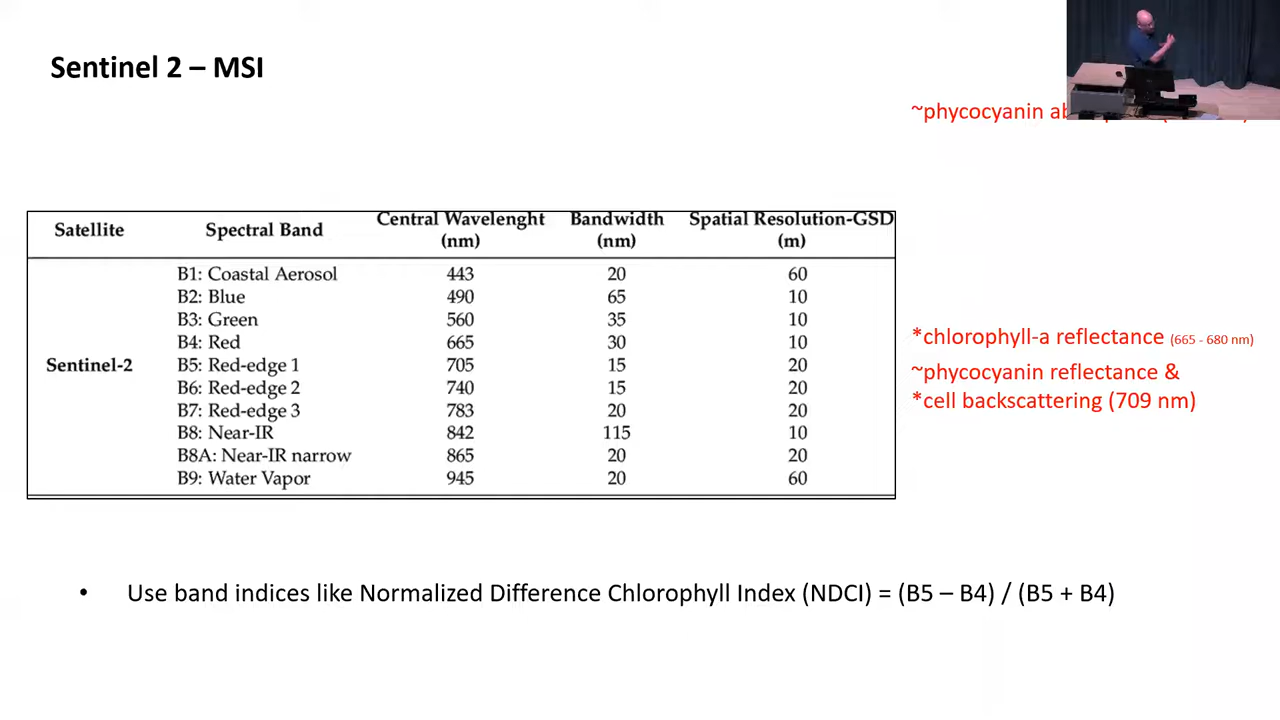 Sentinel 2 – MSI
~phycocyanin
Satellite Spectral Band Central Wavelenght (nm) Bandwidth (nm) Spatial Resolution-GSD (m)
Sentinel-2
B1: Coastal Aerosol 443 20 60
B2: Blue 490 65 10
B3: Green 560 35 10
B4: Red 665 30 10
B5: Red-edge 1 705 15 20
B6: Red-edge 2 740 15 20
B7: Red-edge 3 783 20 20
B8: Near-IR 842 115 10
B8A: Near-IR narrow 865 20 20
B9: Water Vapor 945 20 60
*chlorophyll-a reflectance (665 - 680 nm)
~phycocyanin reflectance &
*cell backscattering (709 nm)
• Use band indices like Normalized Difference Chlorophyll Index (NDCI) = (B5 – B4) / (B5 + B4)